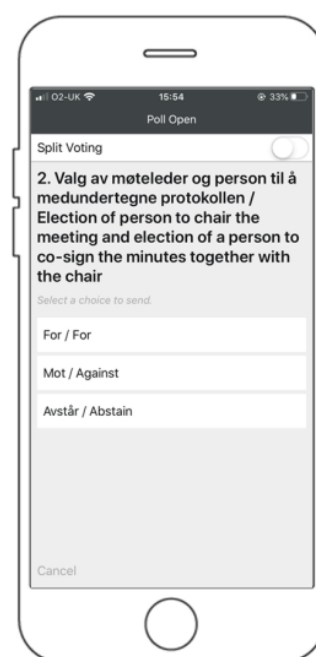 O2-UK 15:54 33%
Poll Open
Split Voting
2. Valg av møteleder og person til å
medundertegne protokollen /
Election of person to chair the
meeting and election of a person to
co-sign the minutes together with
the chair
Select a choice to send.
For / For
Mot / Against
Avstår / Abstain
Cancel